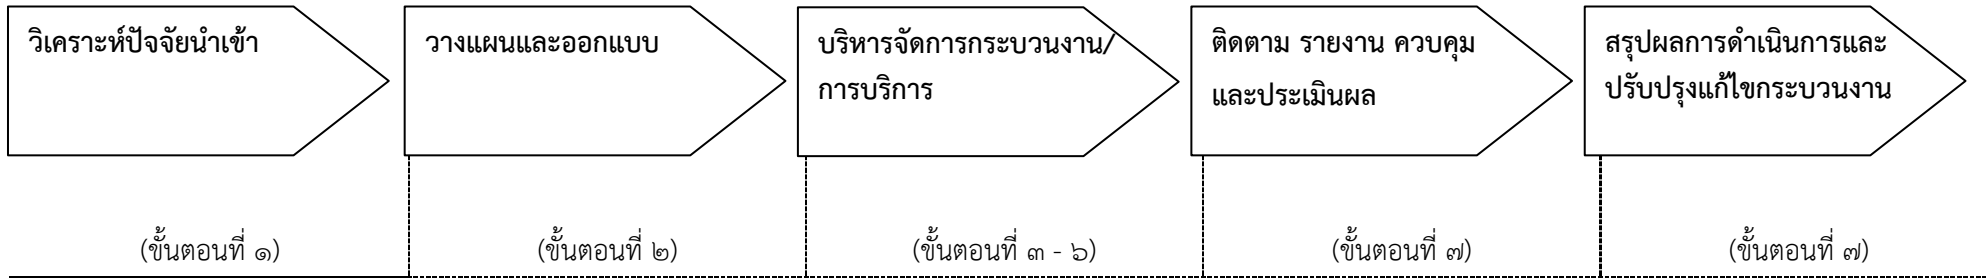 วิเคราะห์ปัจจัยนำเข้า
วางแผนและออกแบบ
บริหารจัดการกระบวนงาน/
การบริการ
ติดตาม รายงาน ควบคุม
และประเมินผล
สรุปผลการดำเนินการและ
ปรับปรุงแก้ไขกระบวนงาน
(ขั้นตอนที่ ๑)
(ขั้นตอนที่ ๒)
(ขั้นตอนที่ ๓ - ๖)
(ขั้นตอนที่ ๗)
(ขั้นตอนที่ ๗)